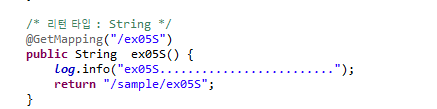 /* 리턴 타입 : String */
@GetMapping("/ex05S")
public String  ex05S() {
log.info("ex05S..........................");
return "/sample/ex05S";
}